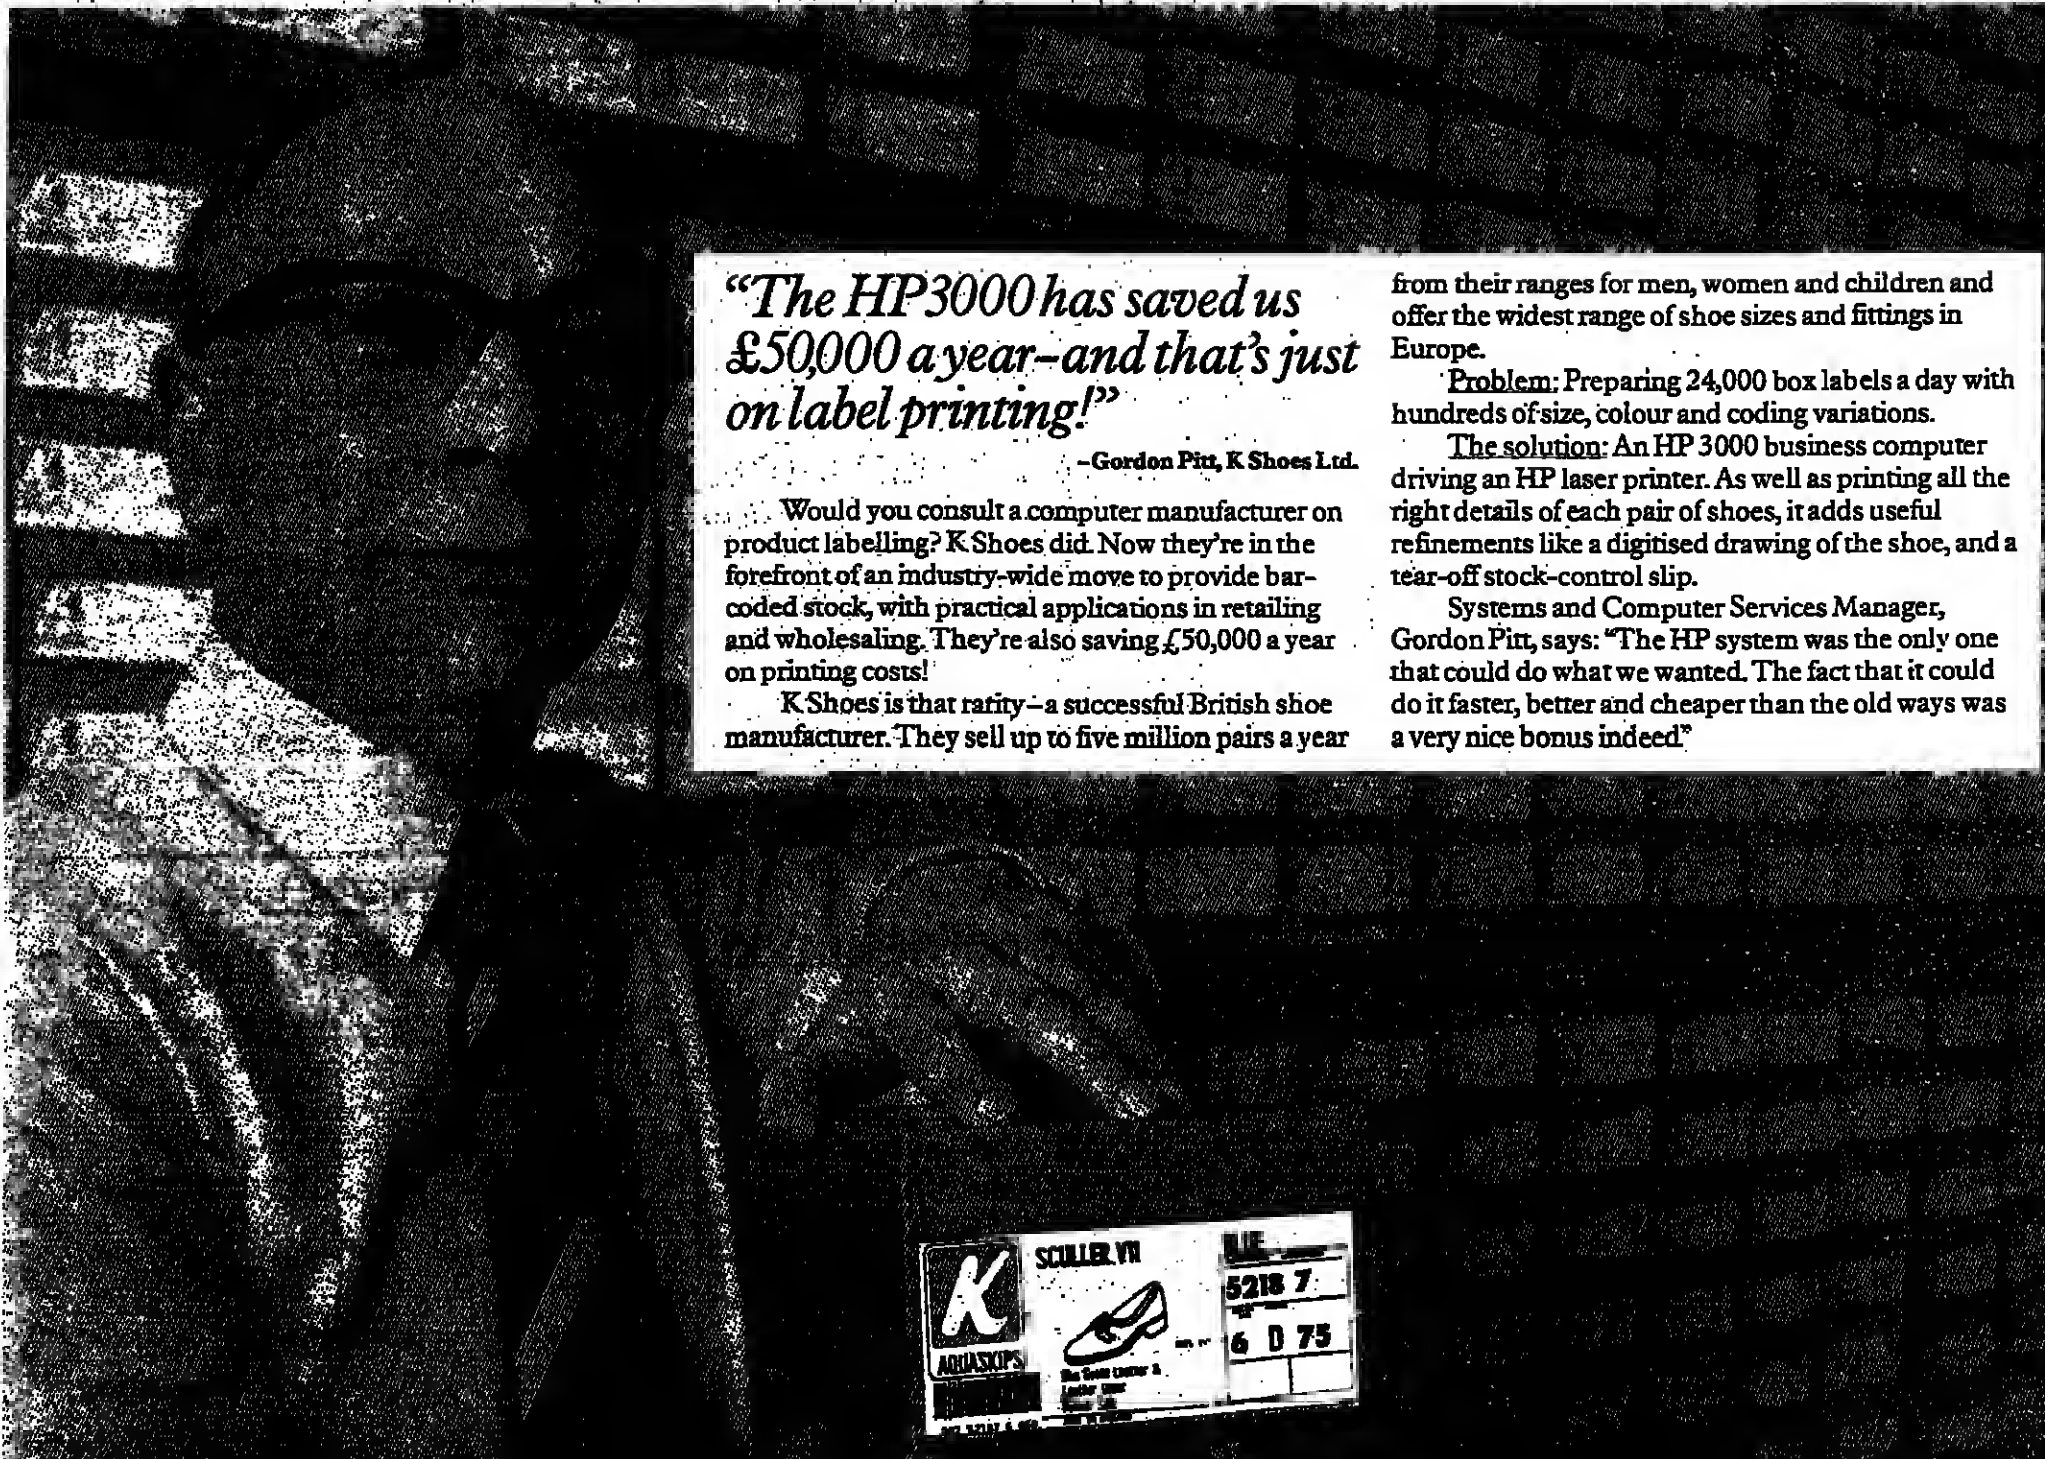 “The HP3000 has saved us
£50,000 a year–and that’s just
on label printing!”
–Gordon Pitt, K Shoes Ltd.
Would you consult a computer manufacturer on
product labelling? K Shoes did. Now they’re in the
forefront of an industry-wide move to provide bar-
coded stock, with practical applications in retailing
and wholesaling. They’re also saving £50,000 a year
on printing costs!
K Shoes is that rarity–a successful British shoe
manufacturer. They sell up to five million pairs a year
from their ranges for men, women and children and
offer the widest range of shoe sizes and fittings in
Europe.
Problem: Preparing 24,000 box labels a day with
hundreds of size, colour and coding variations.
The solution: An HP 3000 business computer
driving an HP laser printer. As well as printing all the
right details of each pair of shoes, it adds useful
refinements like a digitised drawing of the shoe, and a
tear-off stock-control slip.
Systems and Computer Services Manager,
Gordon Pitt, says: “The HP system was the only one
that could do what we wanted. The fact that it could
do it faster, better and cheaper than the old ways was
a very nice bonus indeed.”
K
AQUASKIPS
SCULLER VII
BLUE
5218 7
6 D 75